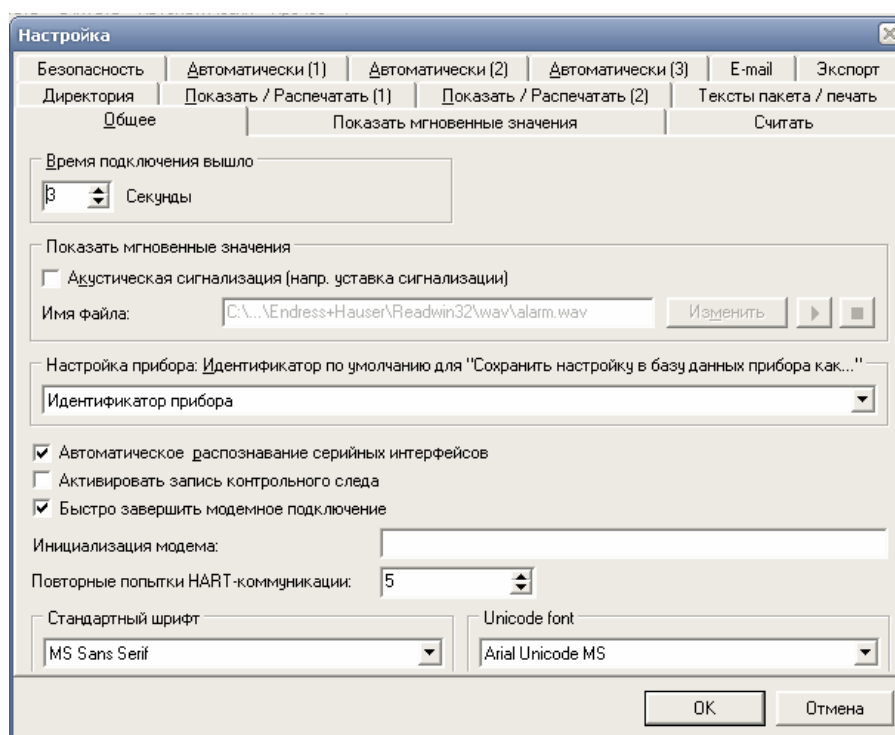 Настройка
Безопасность Автоматически (1) Автоматически (2) Автоматически (3) E-mail Экспорт
Директория Показать / Распечатать (1) Показать / Распечатать (2) Тексты пакета / печать
Общее Показать мгновенные значения Считать
Время подключения вышло
3 Секунды
Показать мгновенные значения
Акустическая сигнализация (напр. уставка сигнализации)
Имя файла: C:\...\Endress+Hauser\Readwin32\wav\alarm.wav Изменить
Настройка прибора: Идентификатор по умолчанию для "Сохранить настройку в базу данных прибора как..."
Идентификатор прибора
Автоматическое распознавание серийных интерфейсов
Активировать запись контрольного следа
Быстро завершить модемное подключение
Инициализация модема:
Повторные попытки HART-коммуникации: 5
Стандартный шрифт Unicode font
MS Sans Serif Arial Unicode MS
OK Отмена